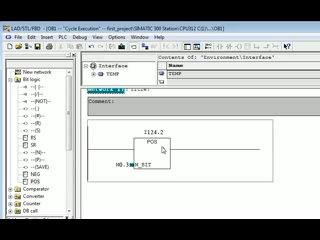 LAD/STL/FBD - [OB1 -- "Cycle Execution" -- first_project\SIMATIC 300 Station\CPU312 C(1)\...\OB1]
File Edit Insert PLC Debug View Options Window Help
Contents Of: 'Environment\Interface'
Interface
TEMP
Name
TEMP
New network
Bit logic
--| |--
--|/|--
--|NOT|--
--( )
--(#)
--(R)
--(S)
RS
SR
--(N)--
--(P)--
--(SAVE)
NEG
POS
Comparator
Converter
Counter
DB call
Title:
Comment:
I124.2
POS
M0.3
M_BIT